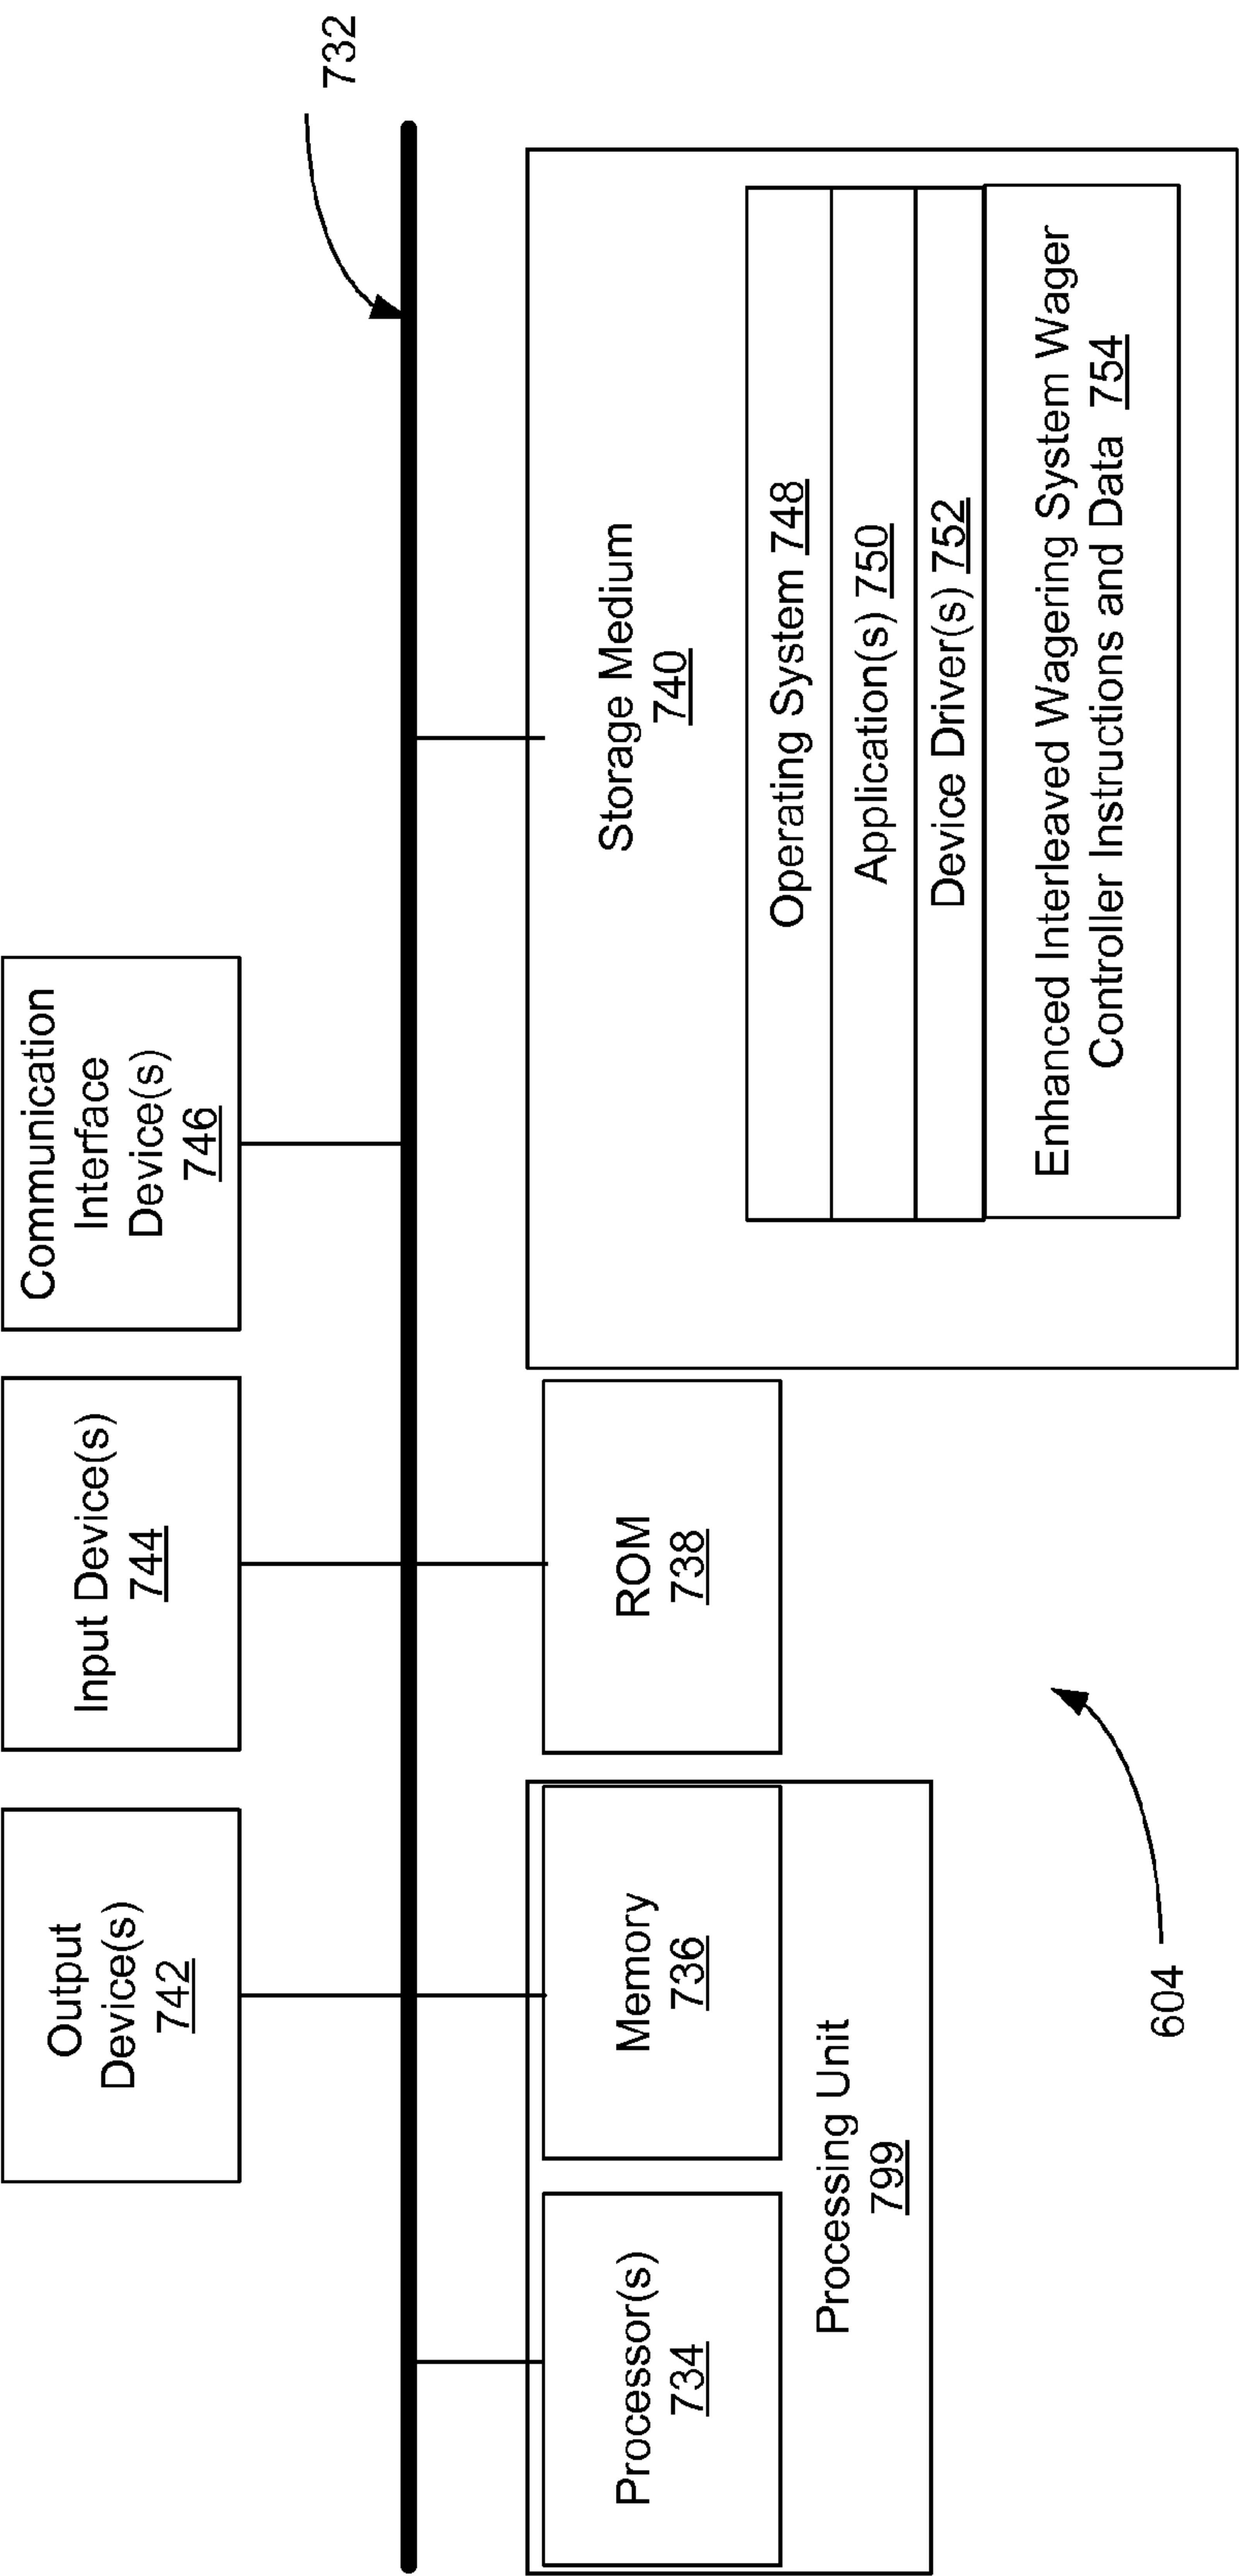 732
Output
Device(s)
742
Input Device(s)
744
Communication
Interface
Device(s)
746
Processor(s)
734
Memory
736
Processing Unit
799
ROM
738
Storage Medium
740
Operating System 748
Application(s) 750
Device Driver(s) 752
Enhanced Interleaved Wagering System Wager
Controller Instructions and Data 754
604